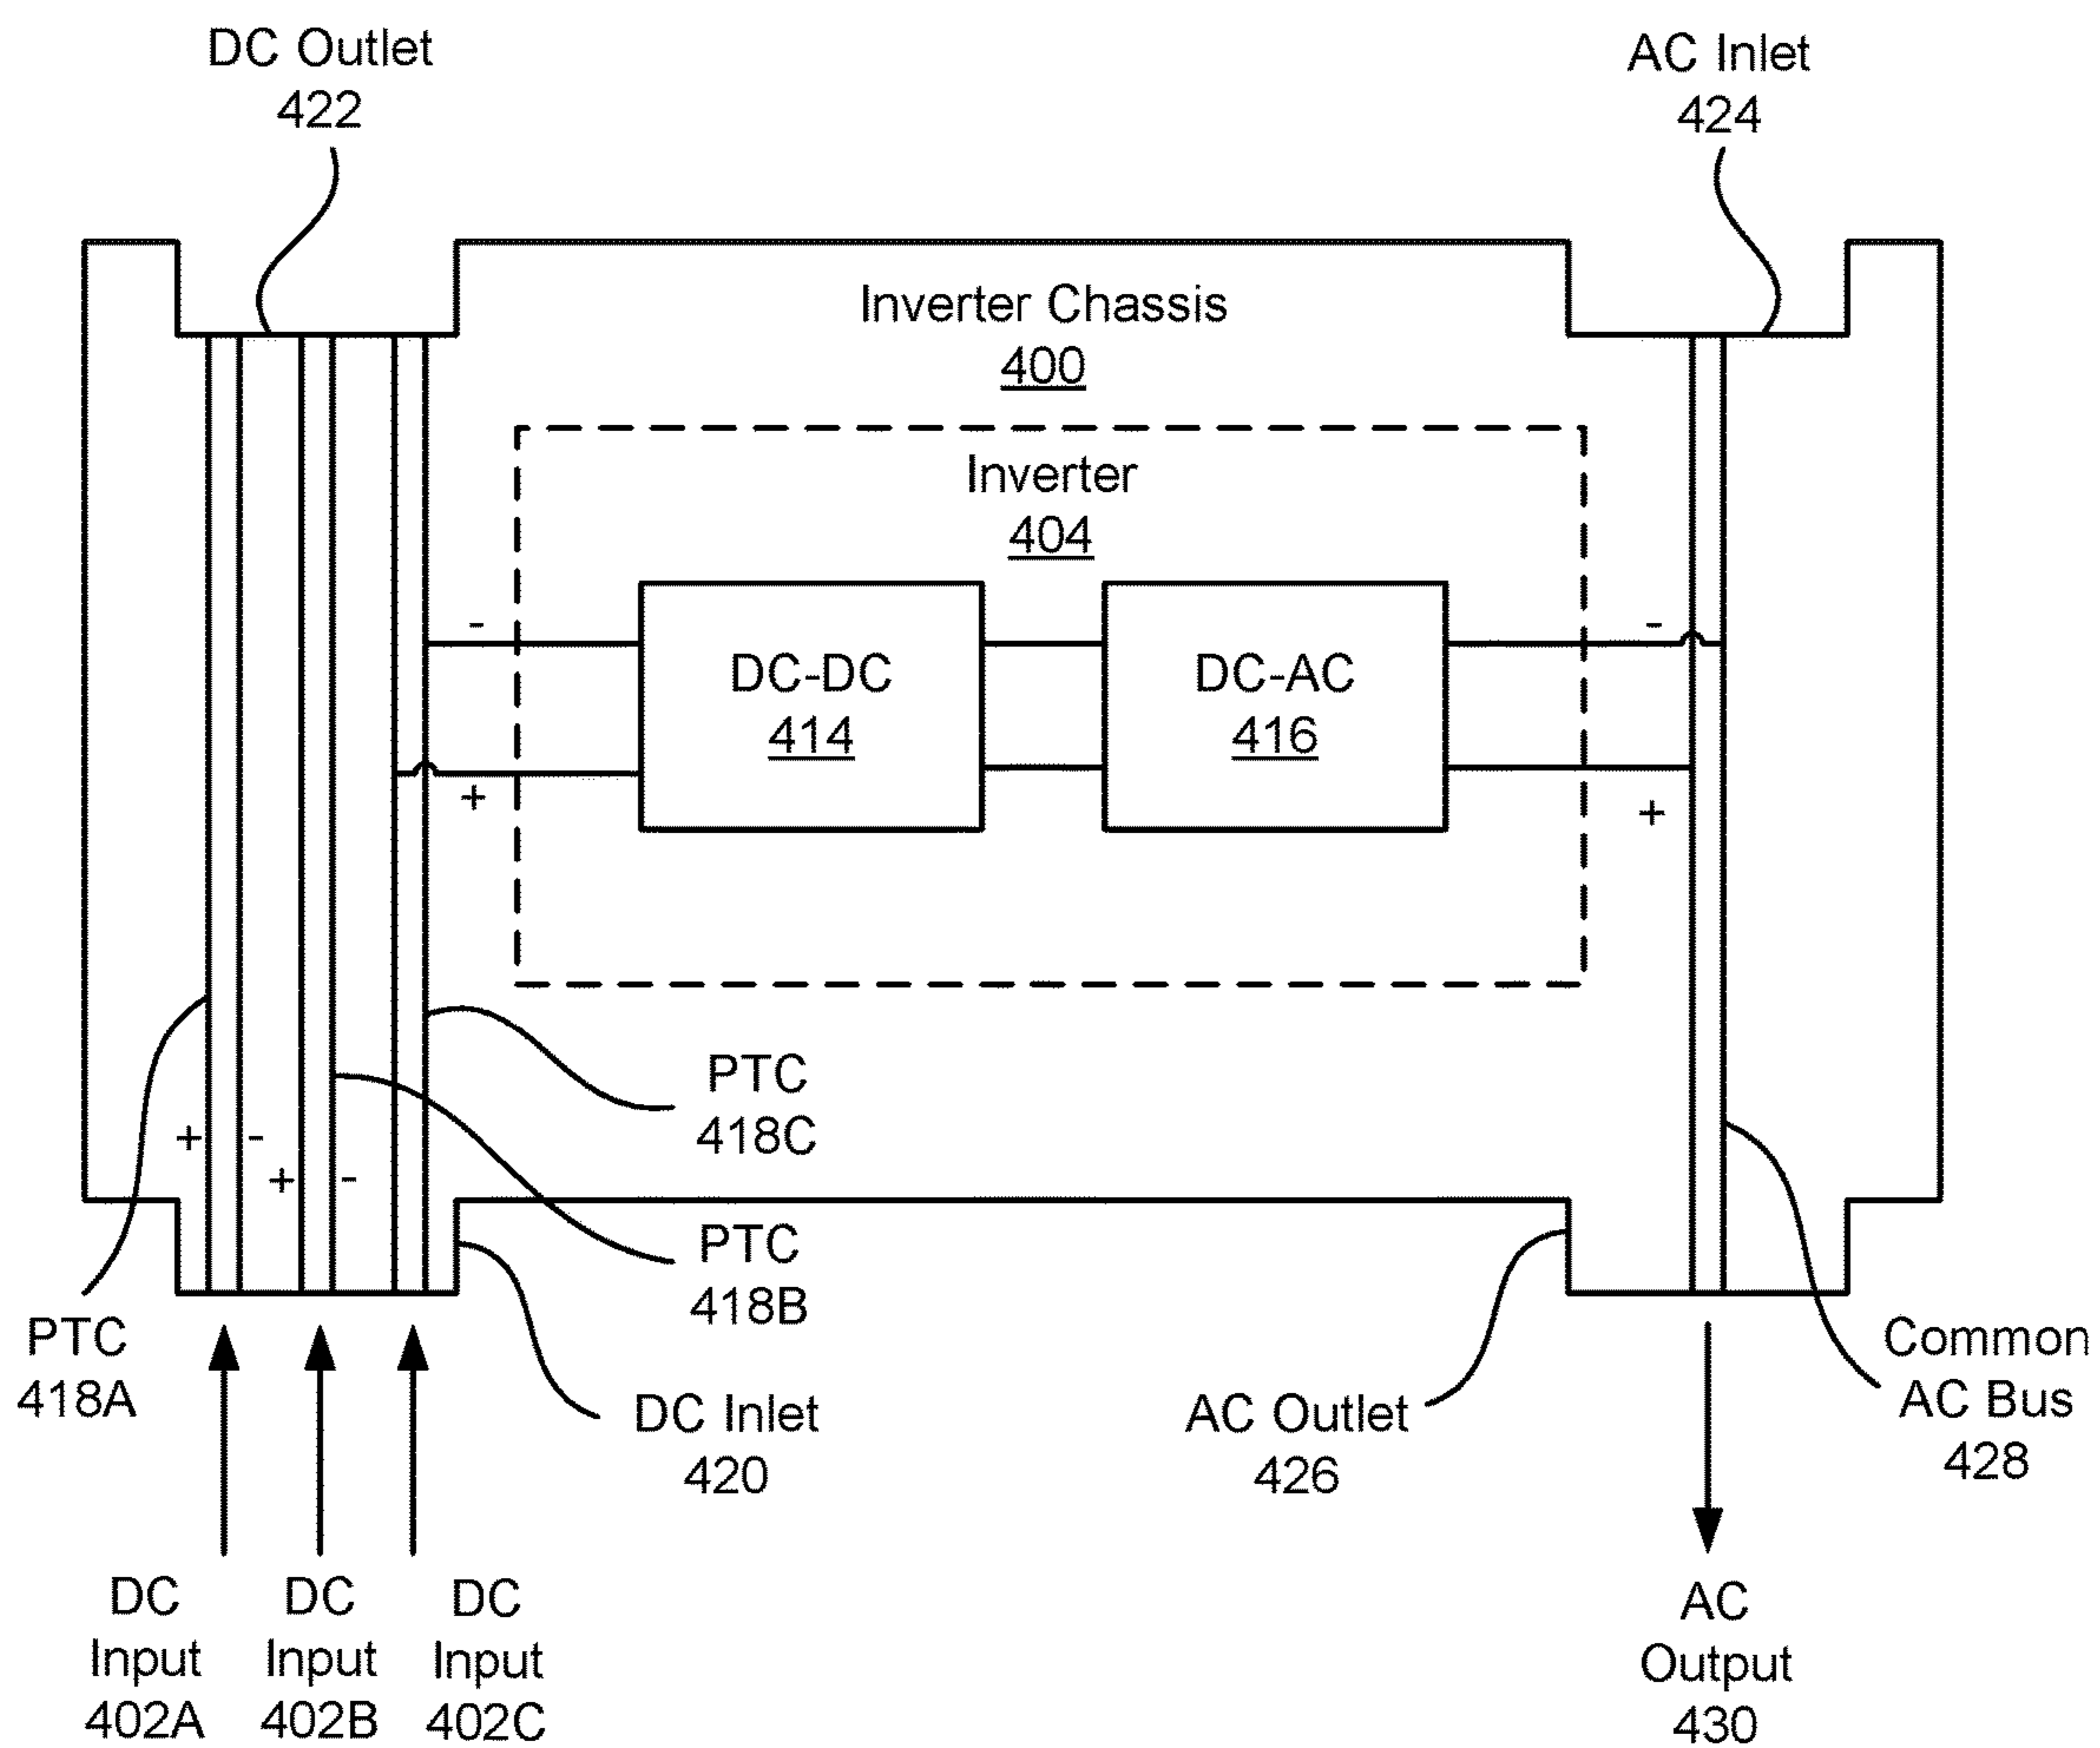 DC Outlet
422
AC Inlet
424
Inverter Chassis
400
Inverter
404
-
-
DC-DC
414
DC-AC
416
+
+
PTC
418C
+ -
+ -
PTC
418B
PTC
418A
DC Inlet
420
AC Outlet
426
Common
AC Bus
428
DC
Input
402A
DC
Input
402B
DC
Input
402C
AC
Output
430